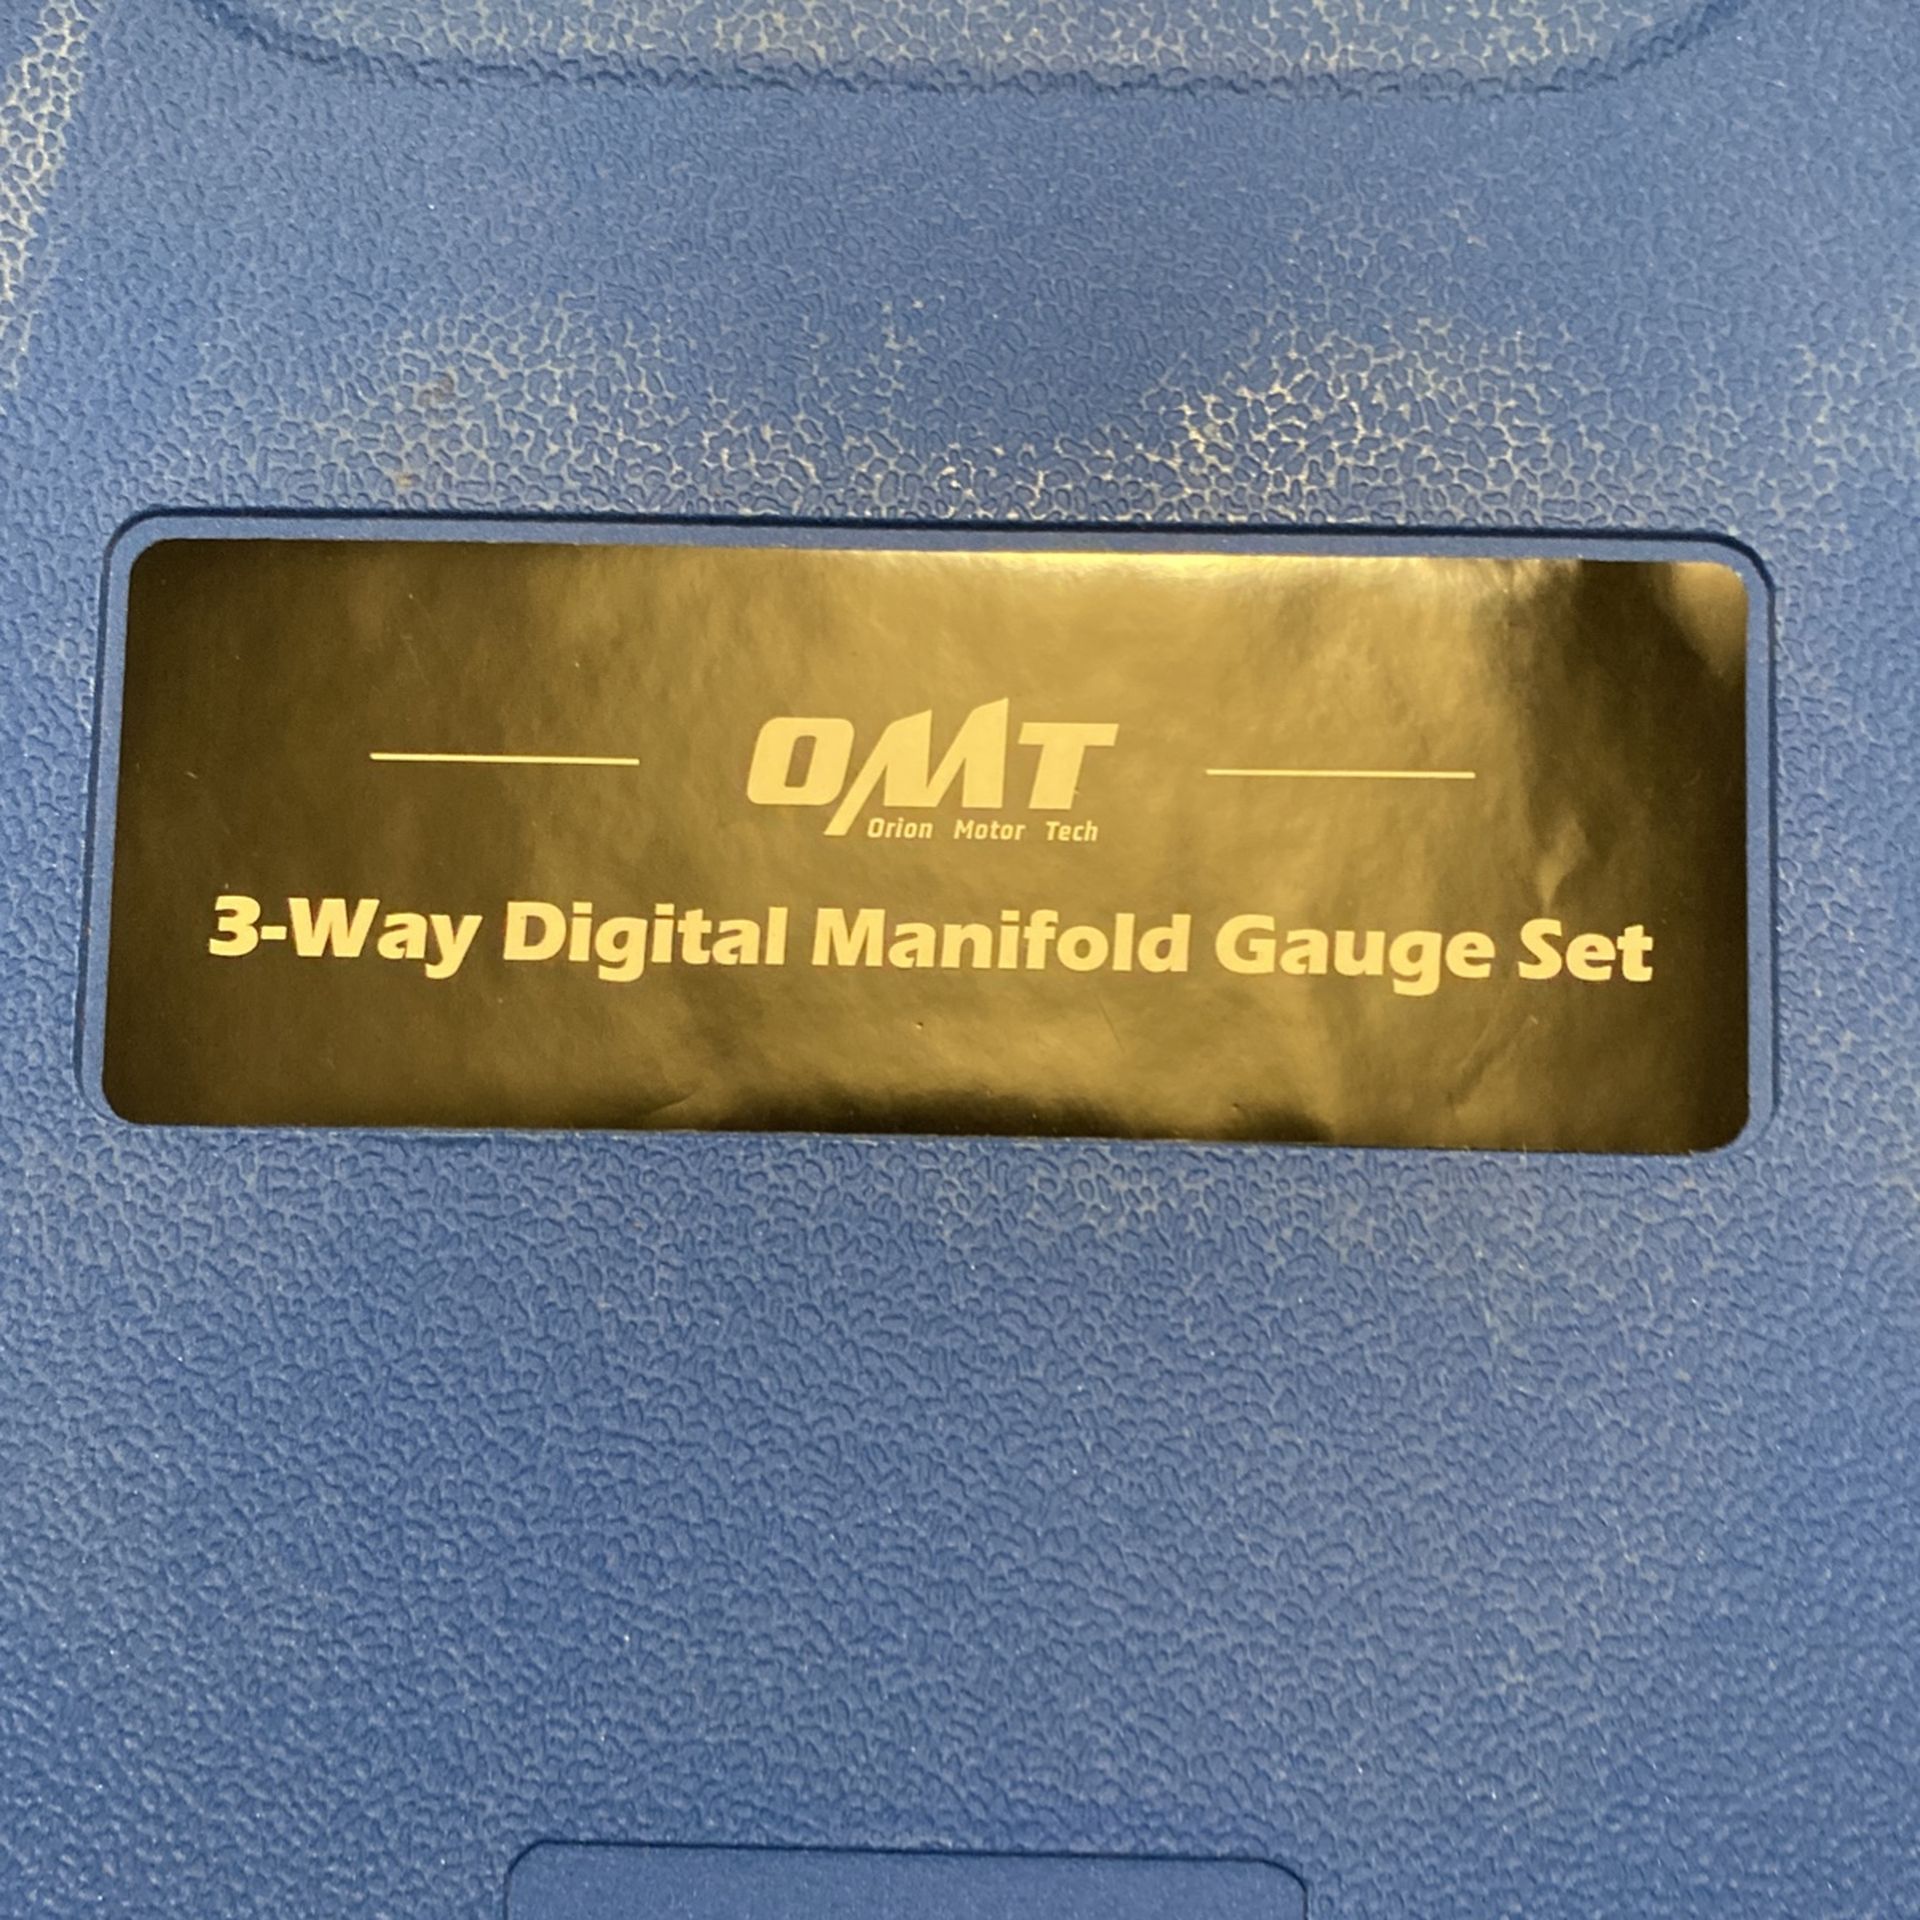 OMT
Orion Motor Tech
3-Way Digital Manifold Gauge Set